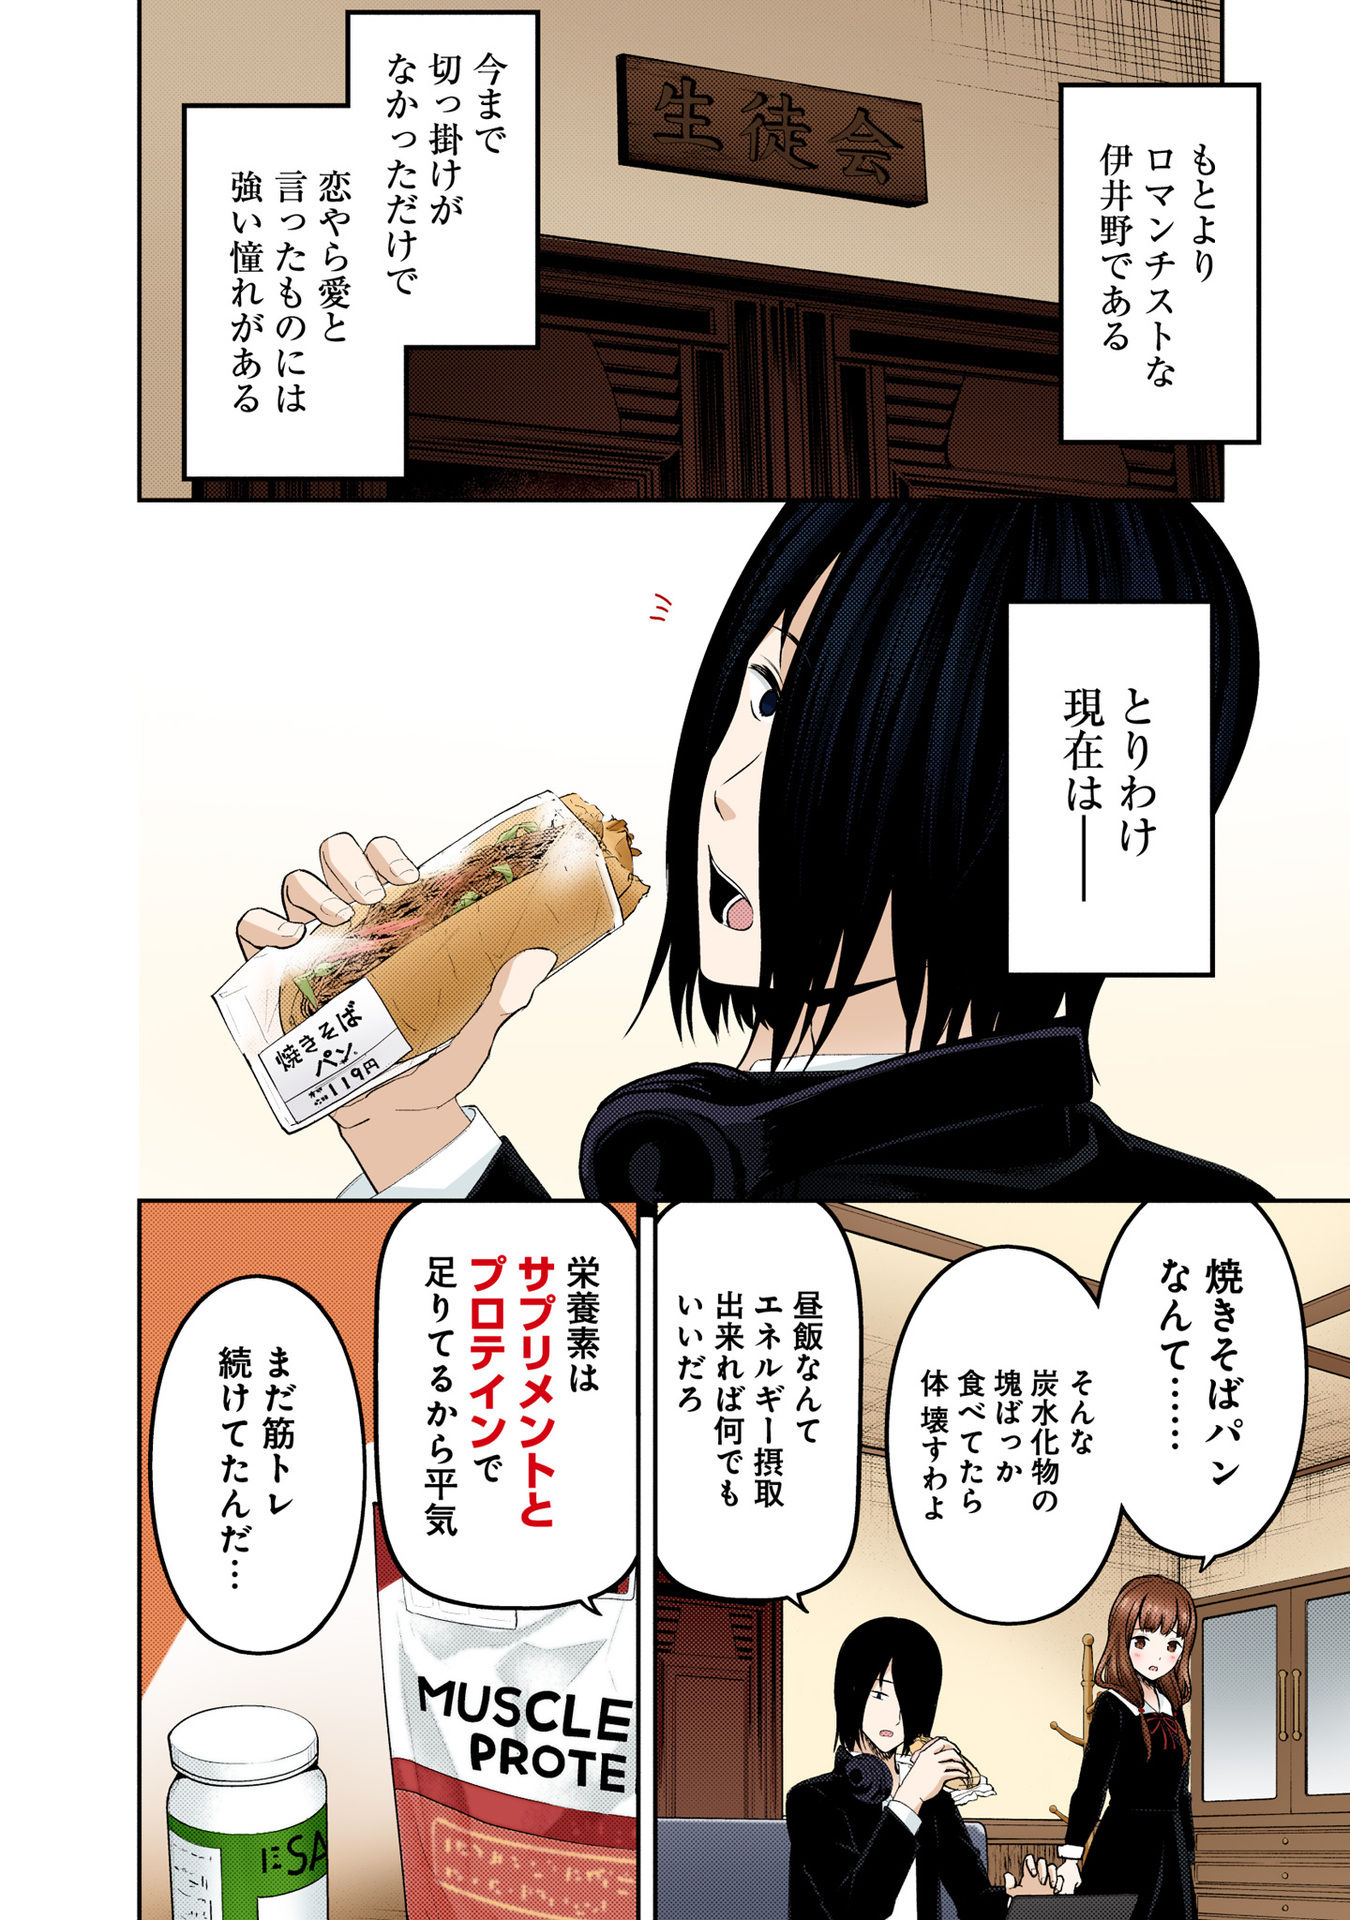 もとより
ロマンチストな
伊井野である
生徒会
今まで
切っ掛けが
なかっただけで
恋やら愛と
言ったものには
強い憧れがある
とりわけ
現在は——
焼きそば
パン
119円
焼きそばパン
なんて……
そんな
炭水化物の
塊ばっか
食べてたら
体 壊すわよ
昼飯なんて
エネルギー摂取
出来れば何でも
いいだろ
栄養素は
サプリメントと
プロテインで
足りてるから平気
まだ筋トレ
続けてたんだ…
MUSCLE
PROTE